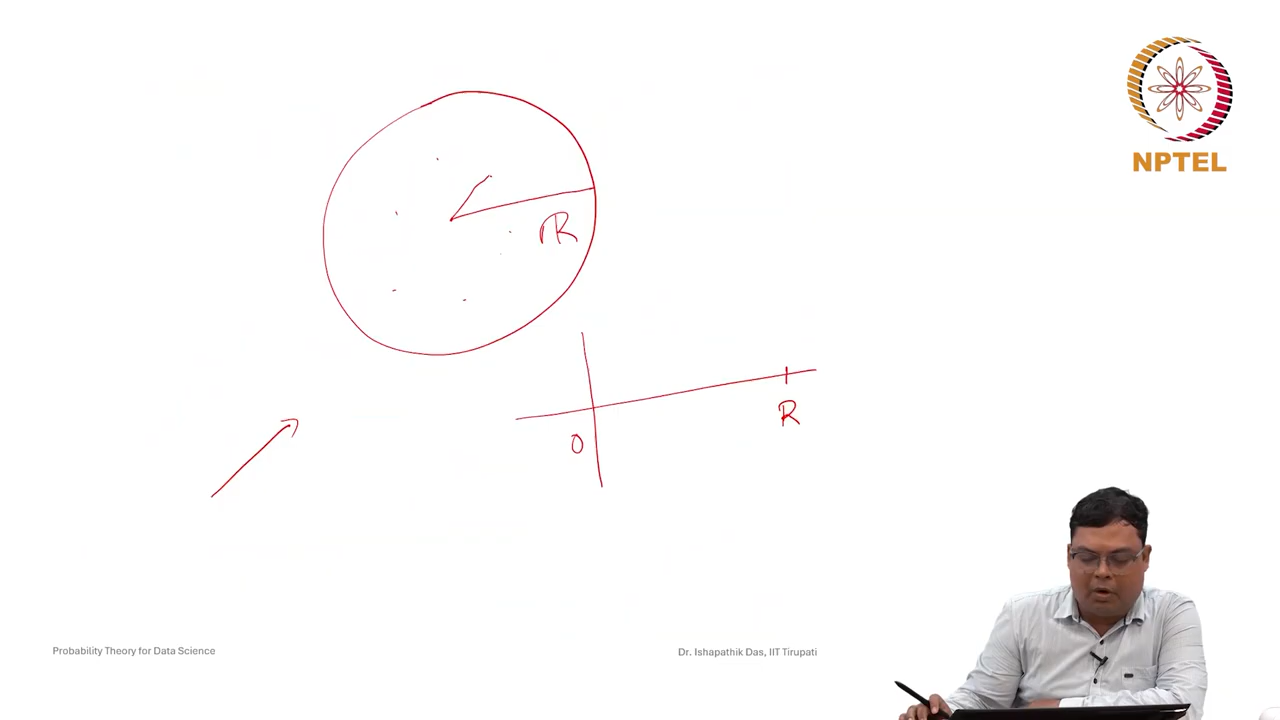 NPTEL
R
R
0
Probability Theory for Data Science
Dr. Ishapathik Das, IIT Tirupati